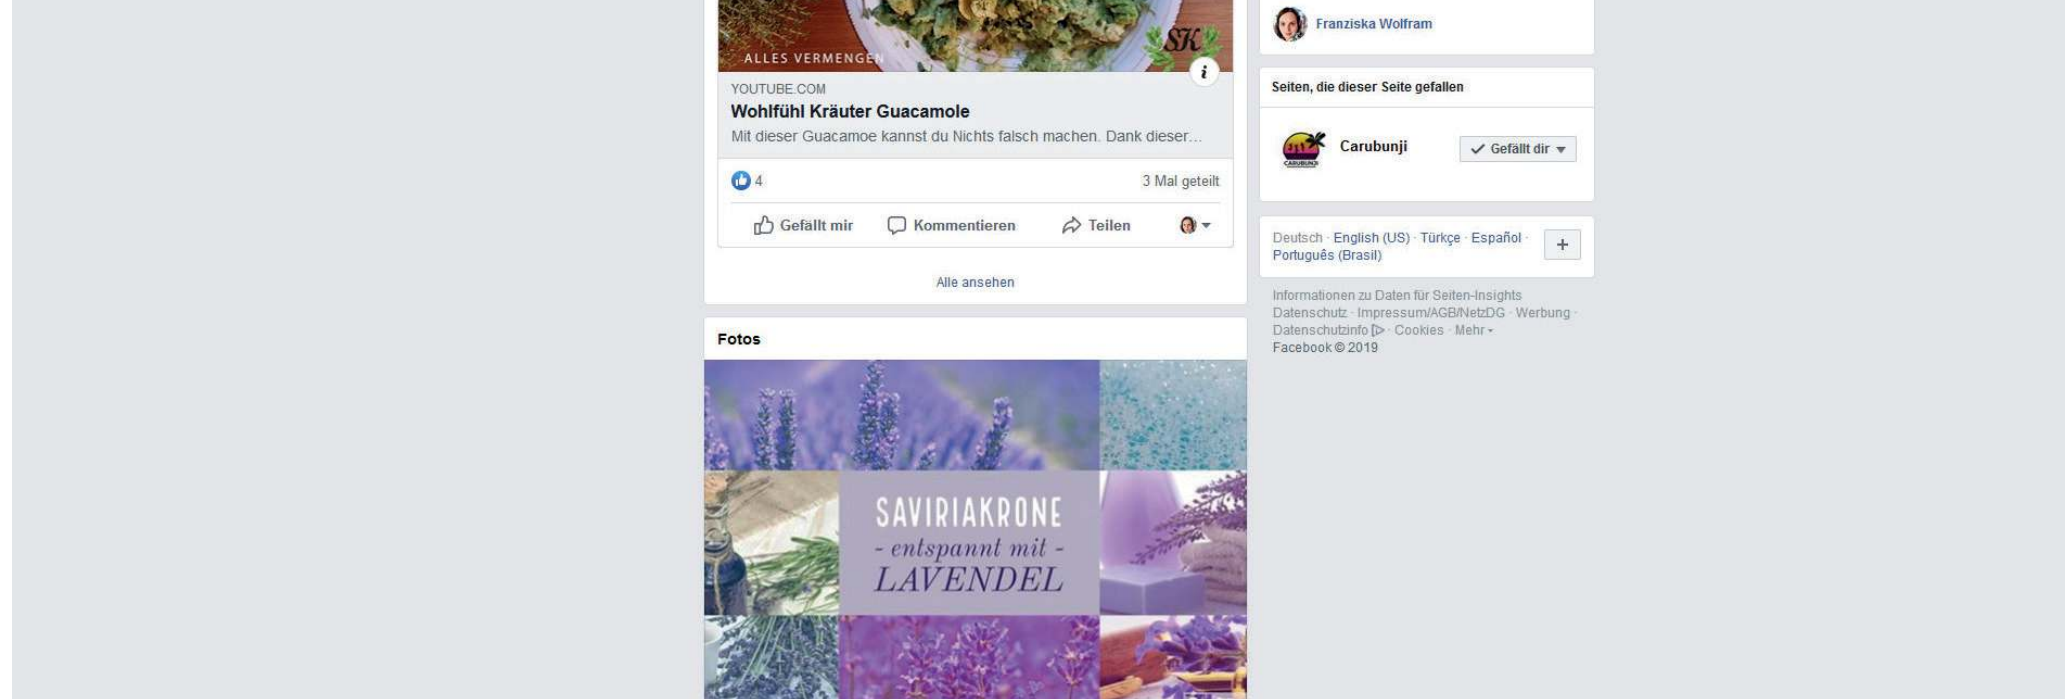 ALLES VERMENGEN
SK
i
YOUTUBE.COM
Wohlfühl Kräuter Guacamole
Mit dieser Guacamoe kannst du Nichts falsch machen. Dank dieser...
4
3 Mal geteilt
Gefällt mir
Kommentieren
Teilen
Alle ansehen
Fotos
SAVIRIAKRONE
- entspannt mit -
LAVENDEL
Franziska Wolfram
Seiten, die dieser Seite gefallen
CARUBUNJI
Carubunji
Gefällt dir
Deutsch · English (US) · Türkçe · Español ·
Português (Brasil)
+
Informationen zu Daten für Seiten-Insights
Datenschutz · Impressum/AGB/NetzDG · Werbung ·
Datenschutzinfo · Cookies · Mehr
Facebook © 2019